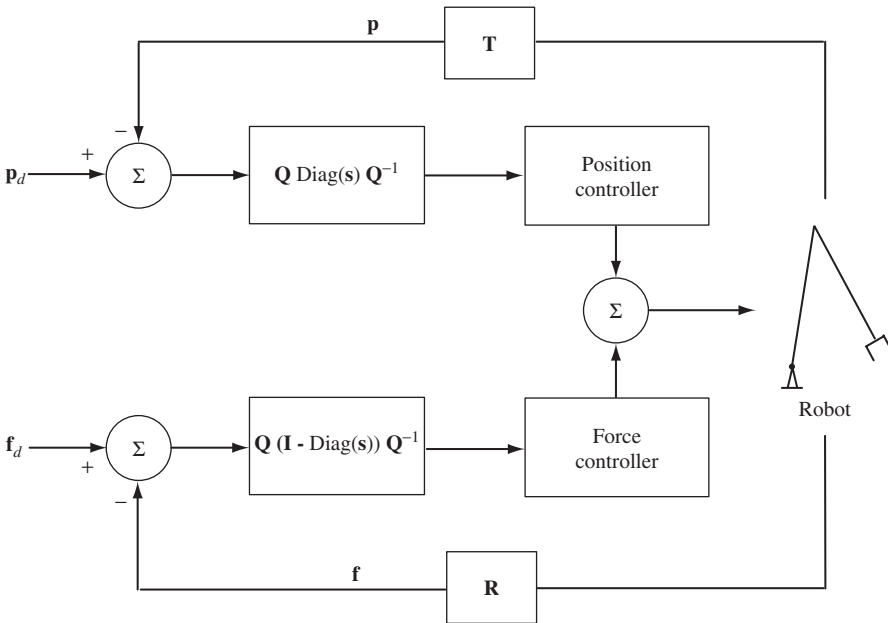 p
T
−
+
p_d
Σ
Q Diag(s) Q⁻¹
Position
controller
Σ
Robot
f_d
+
Σ
−
Q (I - Diag(s)) Q⁻¹
Force
controller
f
R